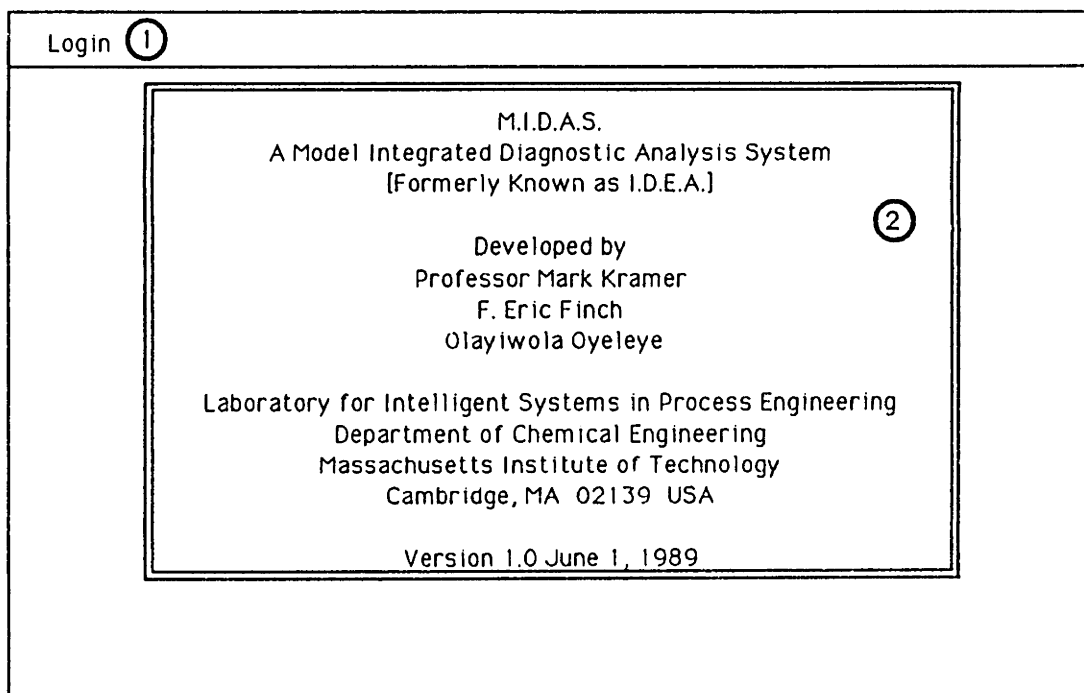 Login 1
M.I.D.A.S.
A Model Integrated Diagnostic Analysis System
[Formerly Known as I.D.E.A.]
2
Developed by
Professor Mark Kramer
F. Eric Finch
Olayiwola Oyeleye
Laboratory for Intelligent Systems in Process Engineering
Department of Chemical Engineering
Massachusetts Institute of Technology
Cambridge, MA 02139 USA
Version 1.0 June 1, 1989